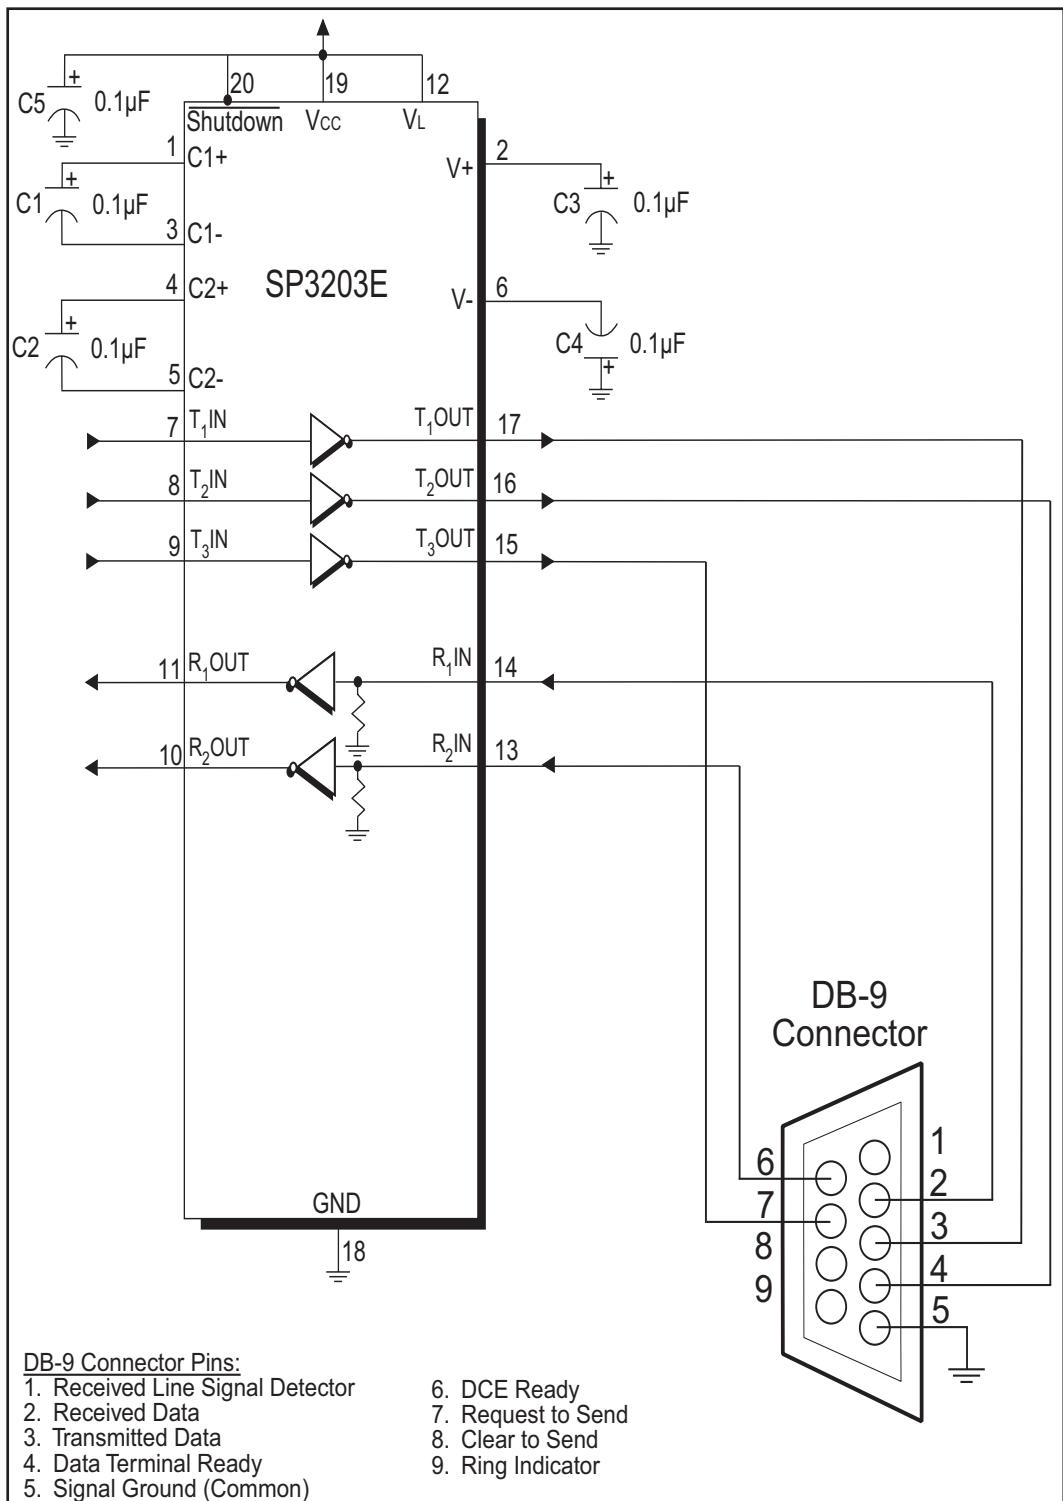 20 19 12
C5 + 0.1µF
Shutdown VCC VL
1 C1+
V+ 2
C1 + 0.1µF
C3 + 0.1µF
3 C1-
4 C2+
SP3203E
V- 6
C2 + 0.1µF
C4 0.1µF
+
5 C2-
7 T1IN T1OUT 17
8 T2IN T2OUT 16
9 T3IN T3OUT 15
11 R1OUT R1IN 14
10 R2OUT R2IN 13
DB-9
Connector
1
6
2
7
3
8
4
9
5
GND
18
DB-9 Connector Pins:
1. Received Line Signal Detector
2. Received Data
3. Transmitted Data
4. Data Terminal Ready
5. Signal Ground (Common)
6. DCE Ready
7. Request to Send
8. Clear to Send
9. Ring Indicator